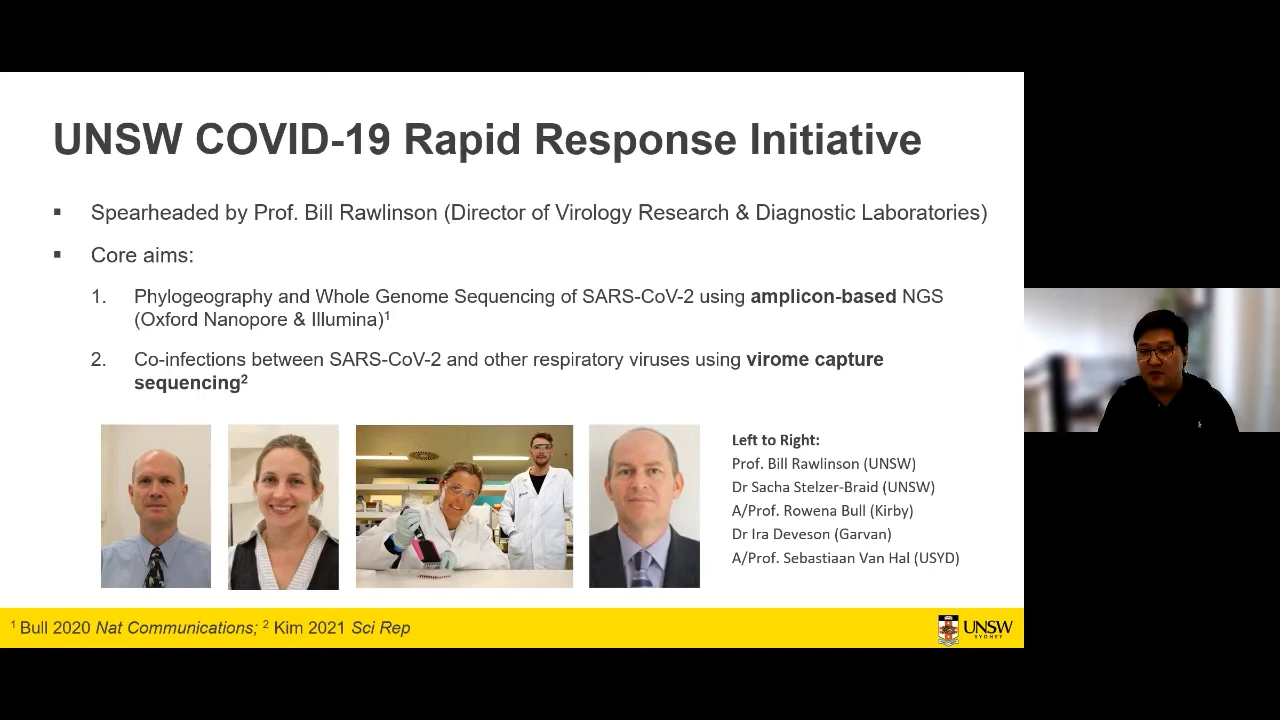 UNSW COVID-19 Rapid Response Initiative
▪ Spearheaded by Prof. Bill Rawlinson (Director of Virology Research & Diagnostic Laboratories)
▪ Core aims:
1. Phylogeography and Whole Genome Sequencing of SARS-CoV-2 using amplicon-based NGS
(Oxford Nanopore & Illumina)¹
2. Co-infections between SARS-CoV-2 and other respiratory viruses using virome capture
sequencing²
Left to Right:
Prof. Bill Rawlinson (UNSW)
Dr Sacha Stelzer-Braid (UNSW)
A/Prof. Rowena Bull (Kirby)
Dr Ira Deveson (Garvan)
A/Prof. Sebastiaan Van Hal (USYD)
¹ Bull 2020 Nat Communications; ² Kim 2021 Sci Rep
UNSW
SYDNEY